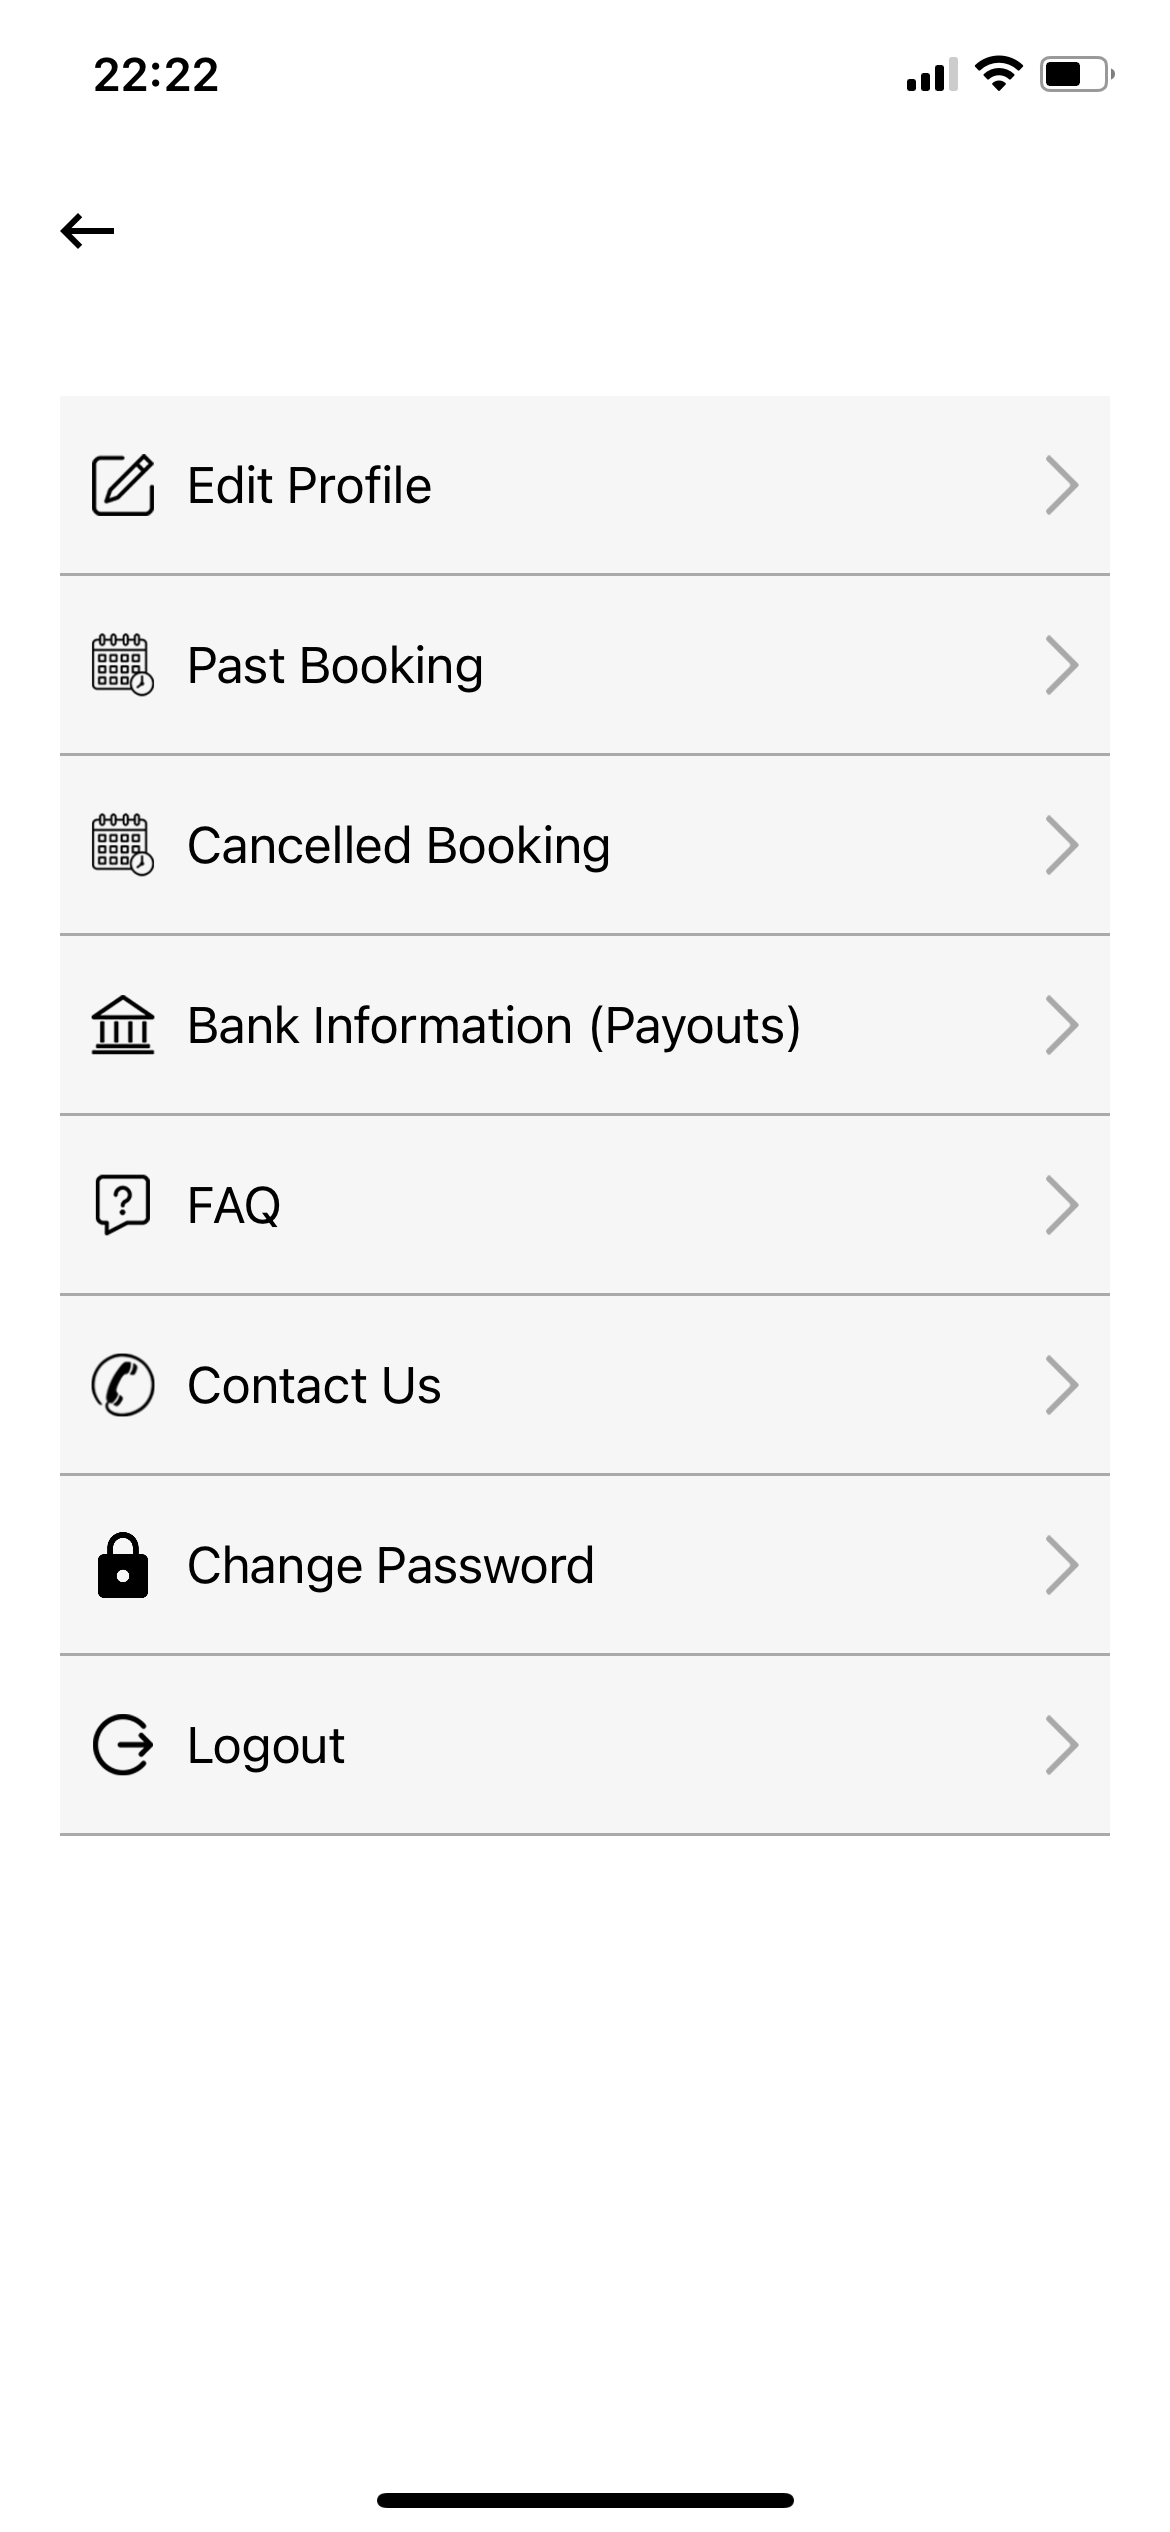 22:22
Edit Profile
Past Booking
Cancelled Booking
Bank Information (Payouts)
FAQ
Contact Us
Change Password
Logout